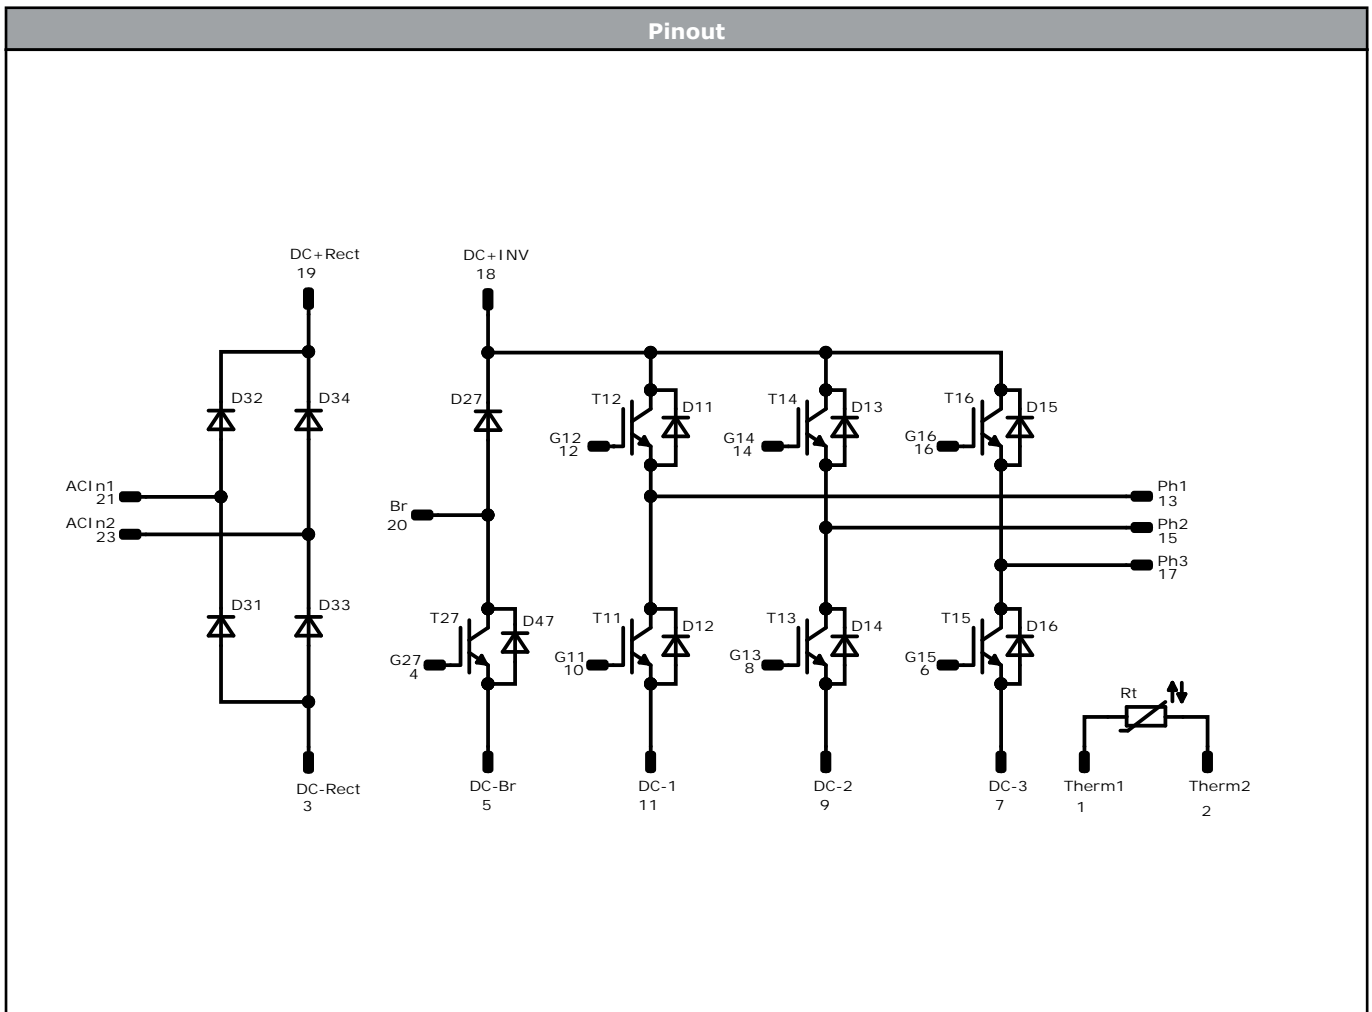 Pinout
DC+Rect
19
DC+INV
18
D32
D34
D27
T12
D11
T14
D13
T16
D15
G12
12
G14
14
G16
16
ACIn1
21
ACIn2
23
Br
20
Ph1
13
Ph2
15
Ph3
17
D31
D33
T27
D47
T11
D12
T13
D14
T15
D16
G27
4
G11
10
G13
8
G15
6
Rt
DC-Rect
3
DC-Br
5
DC-1
11
DC-2
9
DC-3
7
Therm1
1
Therm2
2